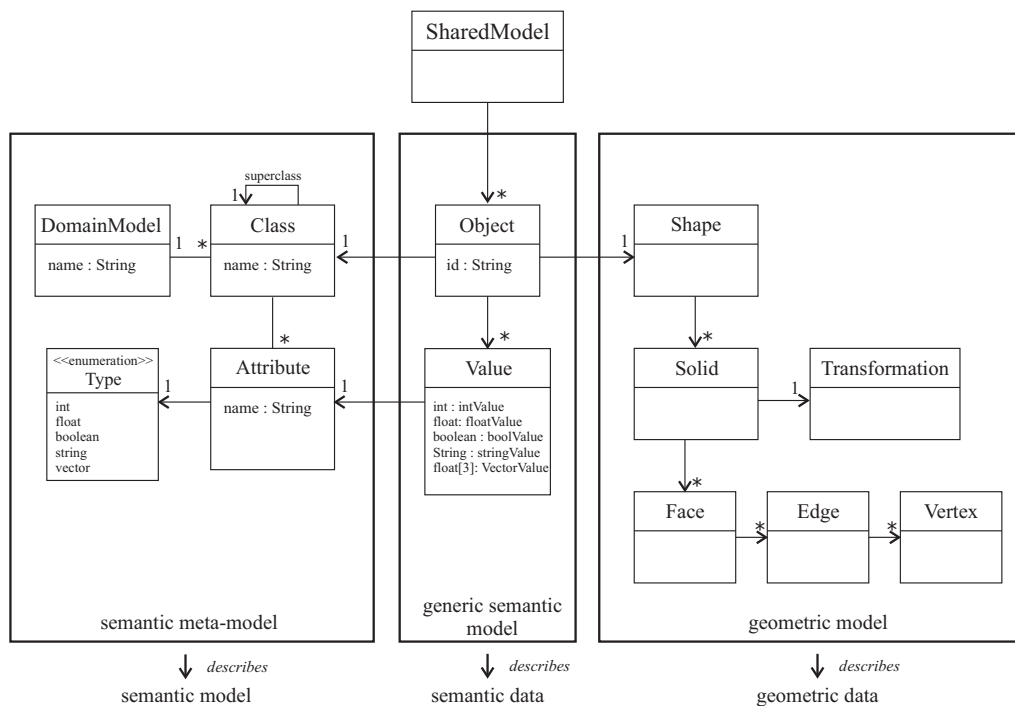 SharedModel
*
superclass
1
DomainModel
name : String
1
*
Class
name : String
1
Object
id : String
1
Shape
*
*
*
<<enumeration>>
Type
int
float
boolean
string
vector
1
Attribute
name : String
1
Value
int : intValue
float: floatValue
boolean : boolValue
String : stringValue
float[3]: VectorValue
Solid
1
Transformation
*
Face
*
Edge
*
Vertex
semantic meta-model
generic semantic
model
geometric model
describes
describes
describes
semantic model
semantic data
geometric data